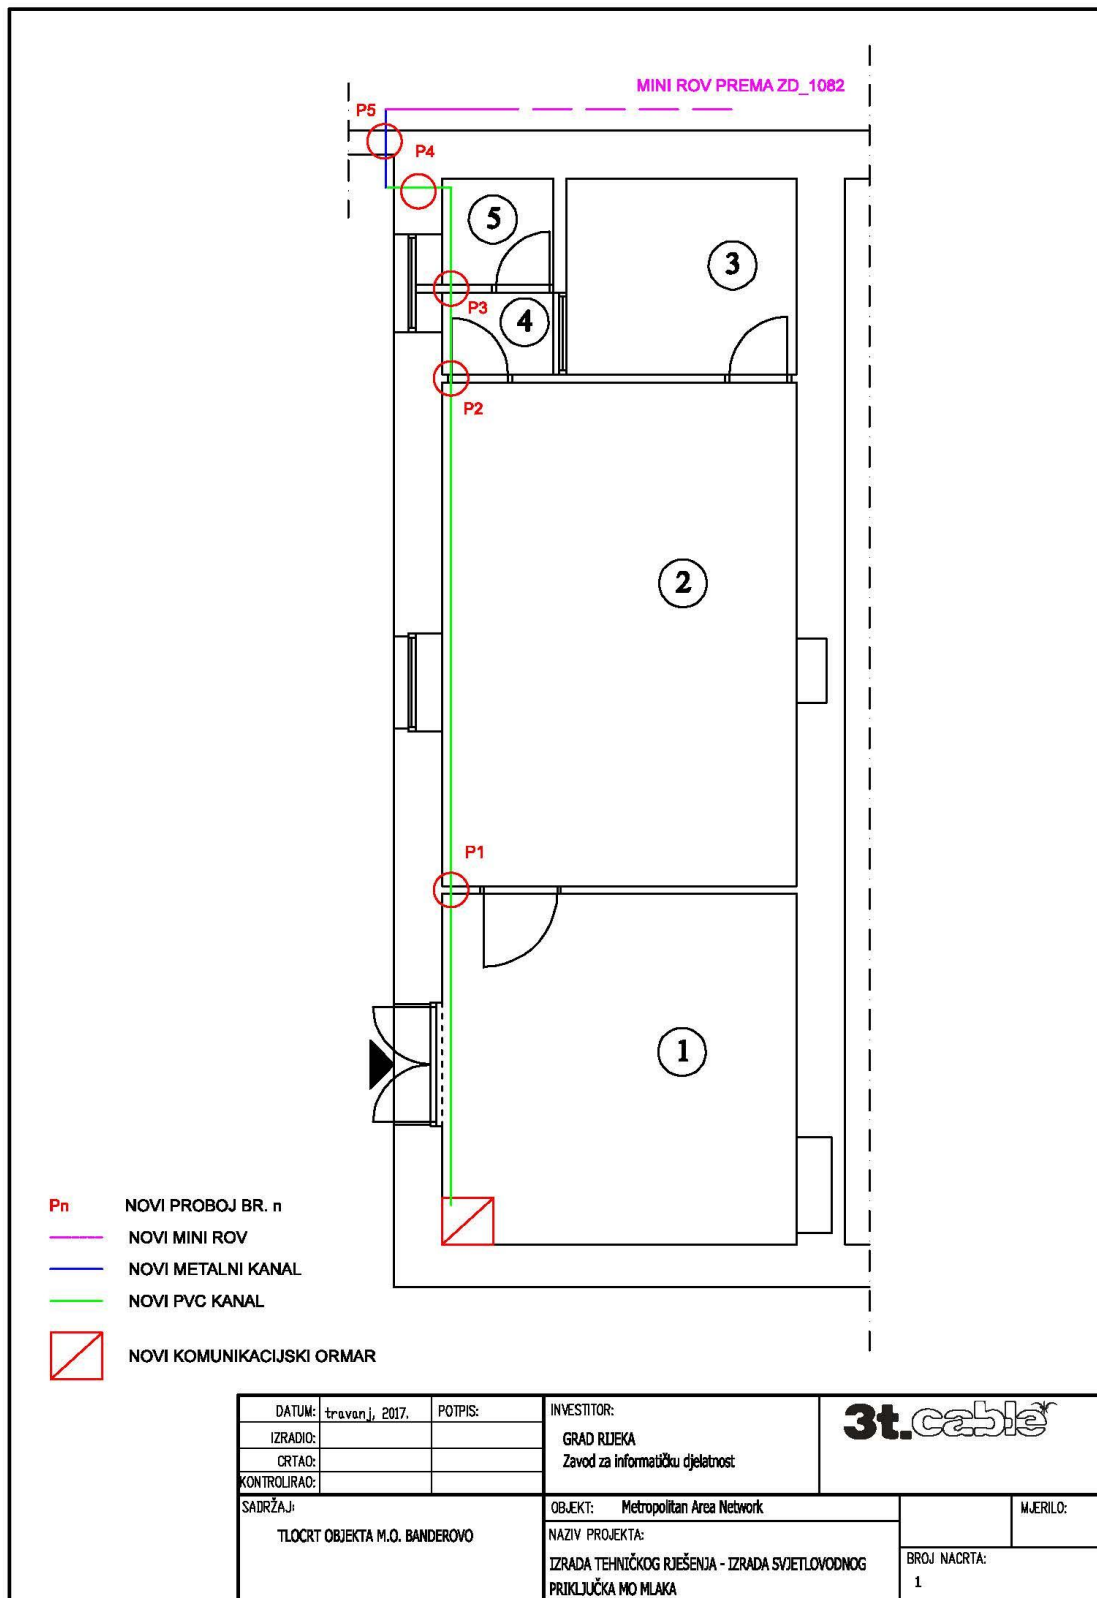 MINI ROV PREMA ZD_1082
P5
P4
5
3
P3
4
P2
2
P1
1
Pn NOVI PROBOJ BR. n
NOVI MINI ROV
NOVI METALNI KANAL
NOVI PVC KANAL
NOVI KOMUNIKACIJSKI ORMAR
DATUM: travanj, 2017. POTPIS:
IZRADIO:
CRTAO:
KONTROLIRAO:
INVESTITOR:
GRAD RIJEKA
Zavod za informatičku djelatnost
3t.cable
SADRŽAJ:
TLOCRT OBJEKTA M.O. BANDEROVO
OBJEKT: Metropolitan Area Network
NAZIV PROJEKTA:
IZRADA TEHNIČKOG RJEŠENJA - IZRADA SVJETLOVODNOG
PRIKLJUČKA MO MLAKA
MJERILO:
BROJ NACRTA:
1